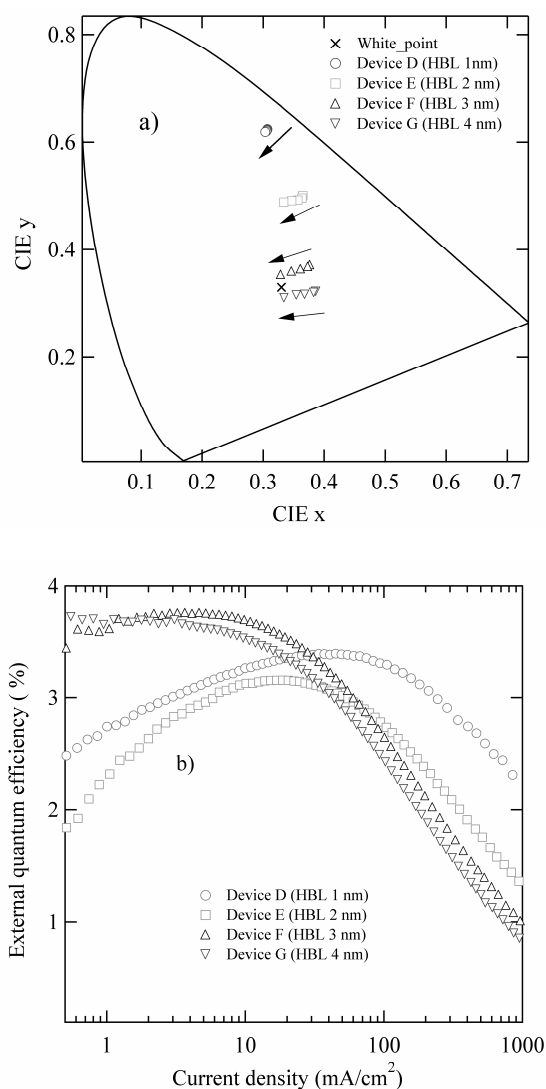 0.8
0.6
0.4
0.2
CIE y
a)
White_point
Device D (HBL 1nm)
Device E (HBL 2 nm)
Device F (HBL 3 nm)
Device G (HBL 4 nm)
0.1 0.2 0.3 0.4 0.5 0.6 0.7
CIE x
4
3
2
1
External quantum efficiency ( %)
b)
Device D (HBL 1 nm)
Device E (HBL 2 nm)
Device F (HBL 3 nm)
Device G (HBL 4 nm)
1 10 100 1000
Current density (mA/cm²)